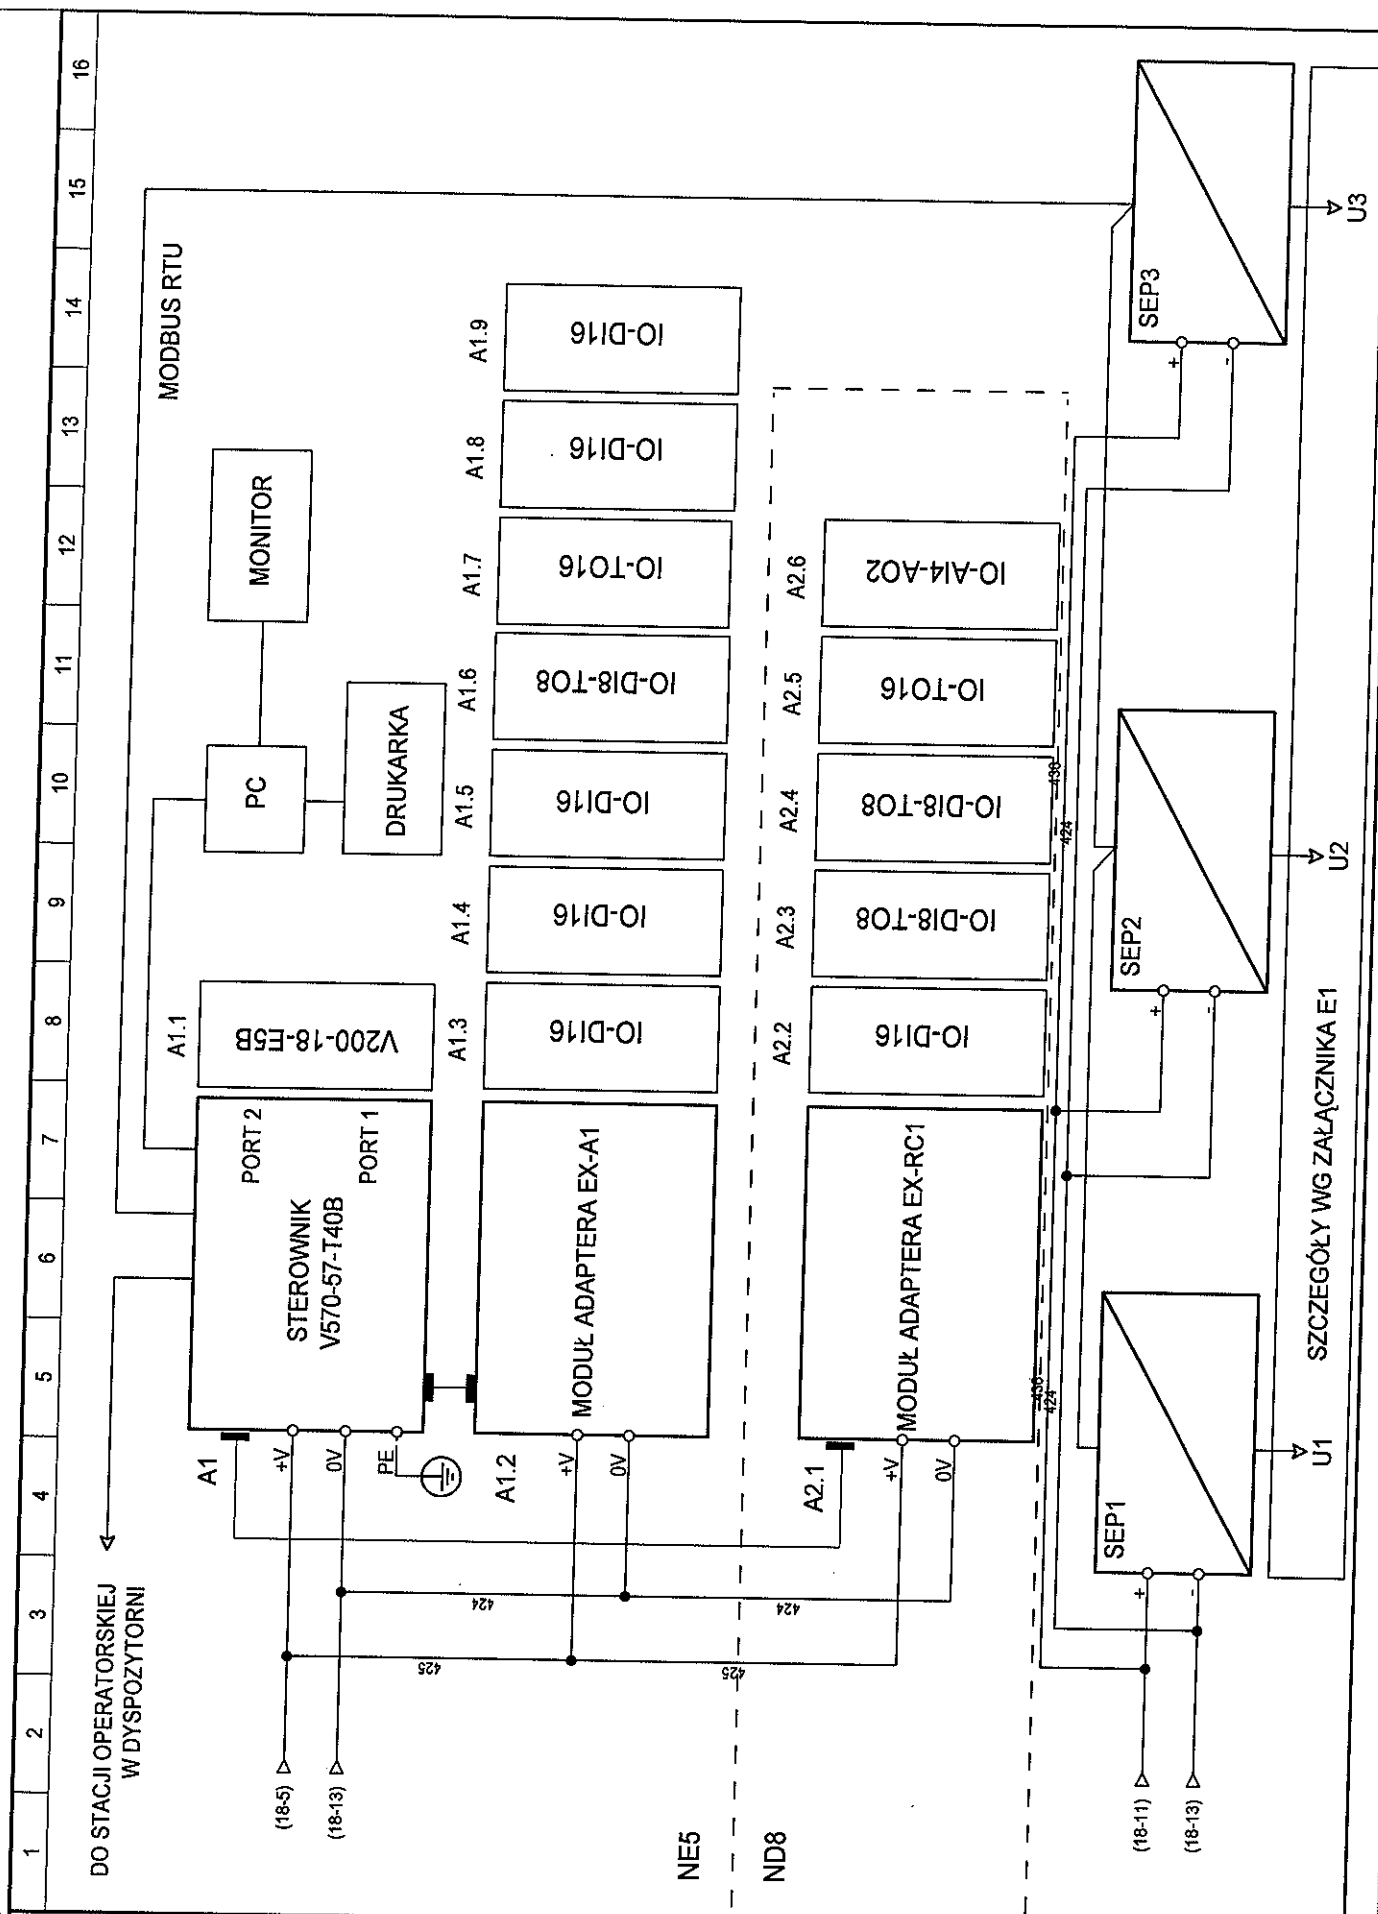 1 2 3 4 5 6 7 8 9 10 11 12 13 14 15 16
DO STACJI OPERATORSKIEJ
W DYSPOZYTORNI
MODBUS RTU
A1.1
V200-18-E5B
PC
MONITOR
DRUKARKA
A1
STEROWNIK
V570-57-T40B
PORT 2
PORT 1
+V
0V
PE
(18-5)
(18-13)
A1.2
MODUŁ ADAPTERA EX-A1
+V
0V
A1.3
IO-DI16
A1.4
IO-DI16
A1.5
IO-DI16
A1.6
IO-DI8-TO8
A1.7
IO-TO16
A1.8
IO-DI16
A1.9
IO-DI16
424
424
425
425
NE5
ND8
A2.1
MODUŁ ADAPTERA EX-RC1
+V
0V
A2.2
IO-DI16
A2.3
IO-DI8-TO8
A2.4
IO-DI8-TO8
A2.5
IO-TO16
A2.6
IO-AI4-AO2
436
424
436
424
(18-11)
(18-13)
SEP1
+
-
U1
SEP2
+
-
U2
SEP3
+
-
U3
SZCZEGÓŁY WG ZAŁĄCZNIKA E1